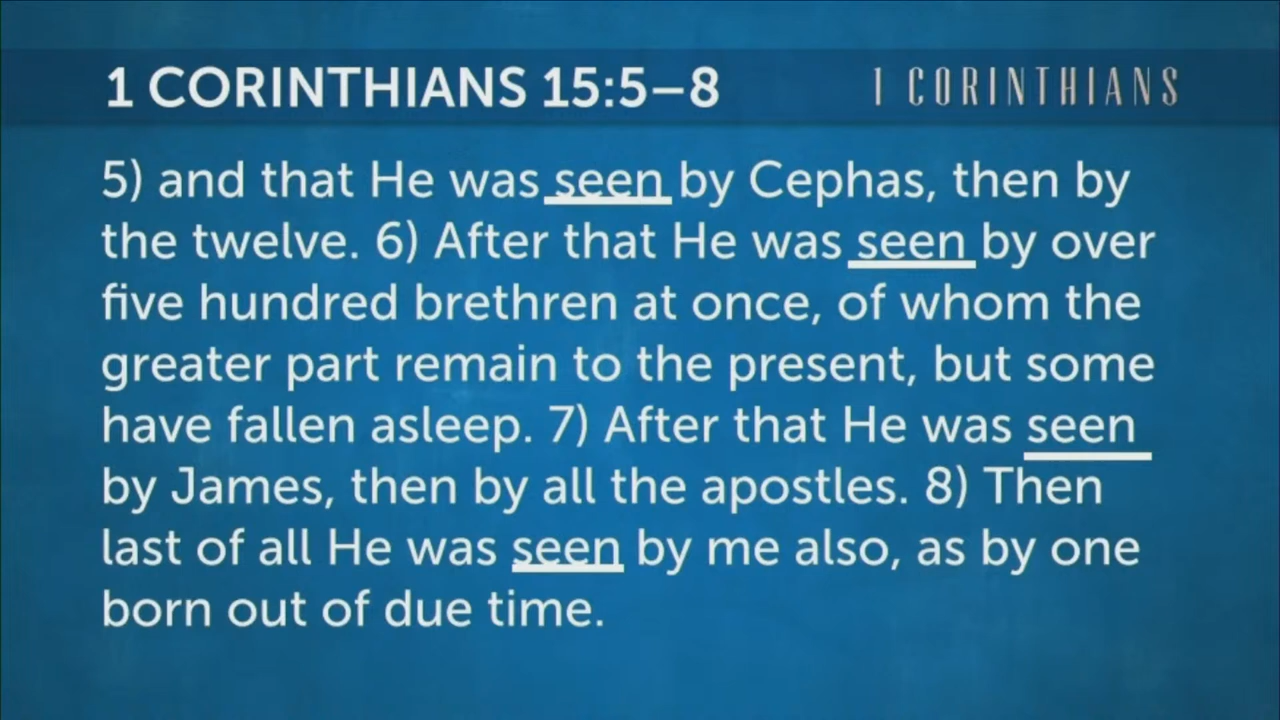 1 CORINTHIANS 15:5–8
1 CORINTHIANS
5) and that He was seen by Cephas, then by
the twelve. 6) After that He was seen by over
five hundred brethren at once, of whom the
greater part remain to the present, but some
have fallen asleep. 7) After that He was seen
by James, then by all the apostles. 8) Then
last of all He was seen by me also, as by one
born out of due time.